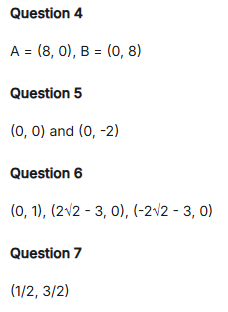 Question 4
A = (8, 0), B = (0, 8)
Question 5
(0, 0) and (0, -2)
Question 6
(0, 1), (2√2 - 3, 0), (-2√2 - 3, 0)
Question 7
(1/2, 3/2)